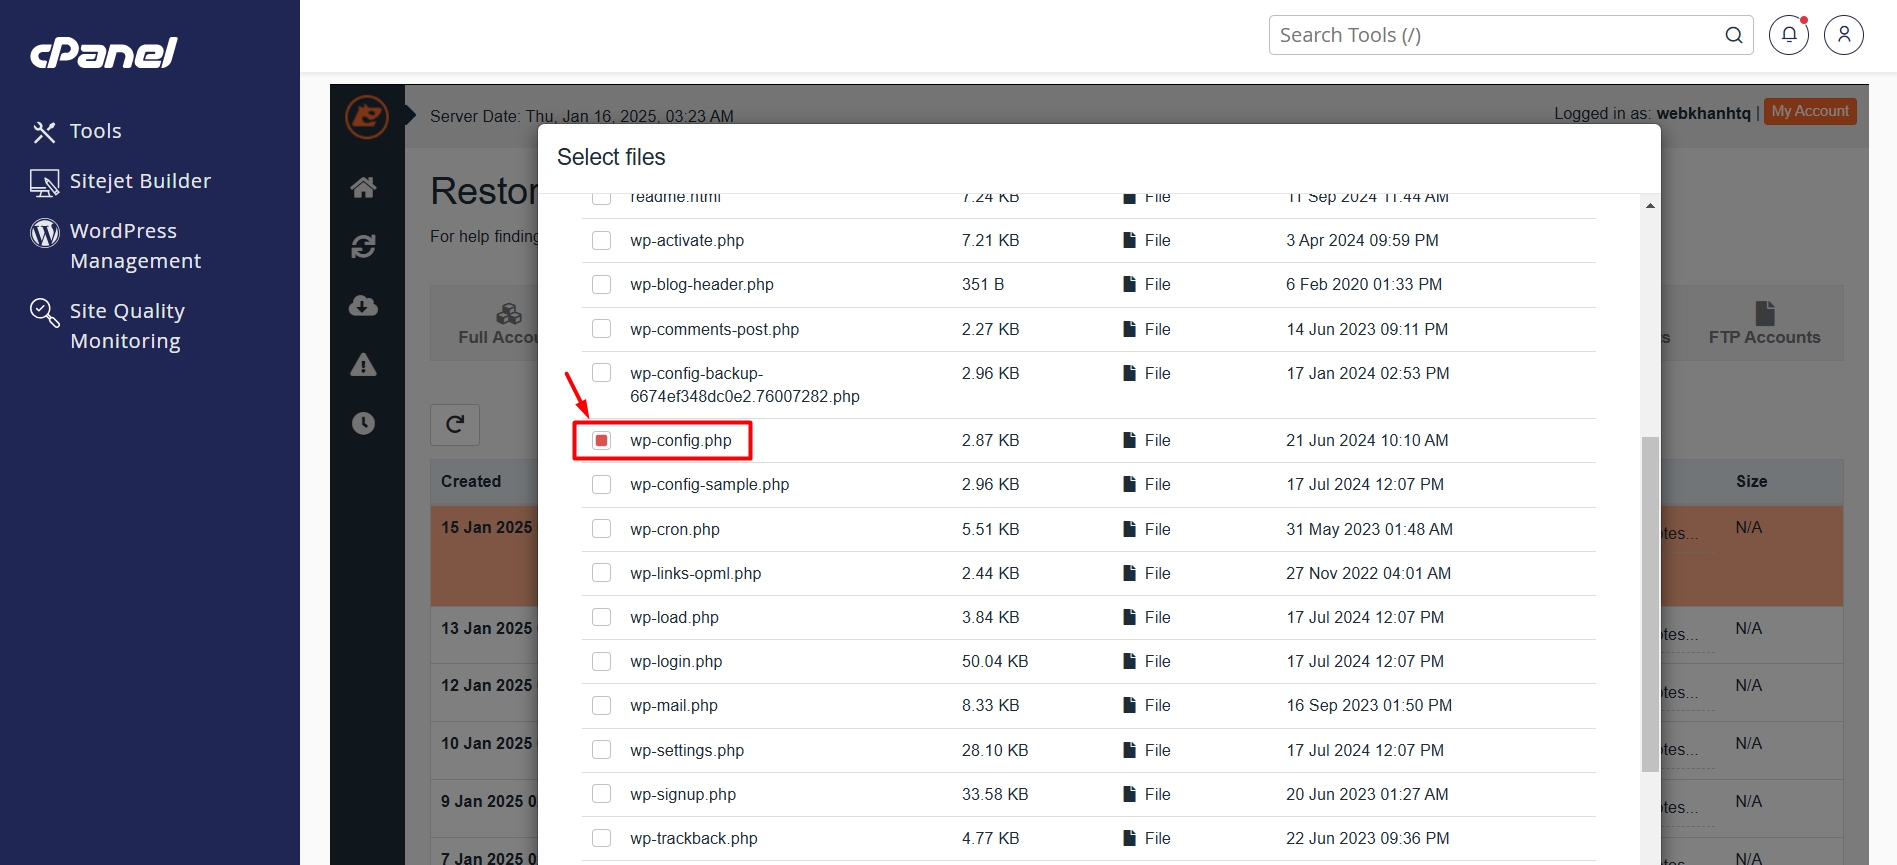 cPanel
Search Tools (/)
Tools
Sitejet Builder
WordPress
Management
Site Quality
Monitoring
Server Date: Thu, Jan 16, 2025, 03:23 AM
Logged in as: webkhanhtq | My Account
Restor
For help finding
Full Accou
s
FTP Accounts
Created
Size
15 Jan 2025
otes...
N/A
13 Jan 2025
otes...
N/A
12 Jan 2025
otes...
N/A
10 Jan 2025
otes...
N/A
9 Jan 2025 0
otes...
N/A
7 Jan 2025 0
otes...
N/A
Select files
readme.html 7.24 KB File 11 Sep 2024 11:44 AM
wp-activate.php 7.21 KB File 3 Apr 2024 09:59 PM
wp-blog-header.php 351 B File 6 Feb 2020 01:33 PM
wp-comments-post.php 2.27 KB File 14 Jun 2023 09:11 PM
wp-config-backup- 2.96 KB File 17 Jan 2024 02:53 PM
6674ef348dc0e2.76007282.php
wp-config.php 2.87 KB File 21 Jun 2024 10:10 AM
wp-config-sample.php 2.96 KB File 17 Jul 2024 12:07 PM
wp-cron.php 5.51 KB File 31 May 2023 01:48 AM
wp-links-opml.php 2.44 KB File 27 Nov 2022 04:01 AM
wp-load.php 3.84 KB File 17 Jul 2024 12:07 PM
wp-login.php 50.04 KB File 17 Jul 2024 12:07 PM
wp-mail.php 8.33 KB File 16 Sep 2023 01:50 PM
wp-settings.php 28.10 KB File 17 Jul 2024 12:07 PM
wp-signup.php 33.58 KB File 20 Jun 2023 01:27 AM
wp-trackback.php 4.77 KB File 22 Jun 2023 09:36 PM